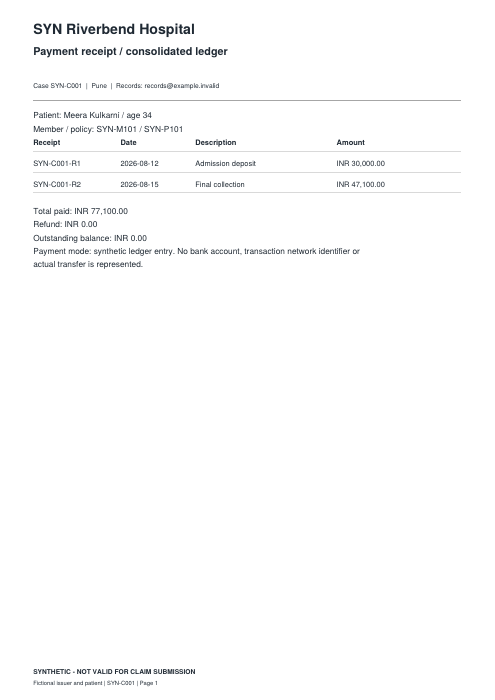 SYN Riverbend Hospital
Payment receipt / consolidated ledger
Case SYN-C001 | Pune | Records: records@example.invalid
Patient: Meera Kulkarni / age 34
Member / policy: SYN-M101 / SYN-P101
Receipt Date Description Amount
SYN-C001-R1 2026-08-12 Admission deposit INR 30,000.00
SYN-C001-R2 2026-08-15 Final collection INR 47,100.00
Total paid: INR 77,100.00
Refund: INR 0.00
Outstanding balance: INR 0.00
Payment mode: synthetic ledger entry. No bank account, transaction network identifier or
actual transfer is represented.
SYNTHETIC - NOT VALID FOR CLAIM SUBMISSION
Fictional issuer and patient | SYN-C001 | Page 1